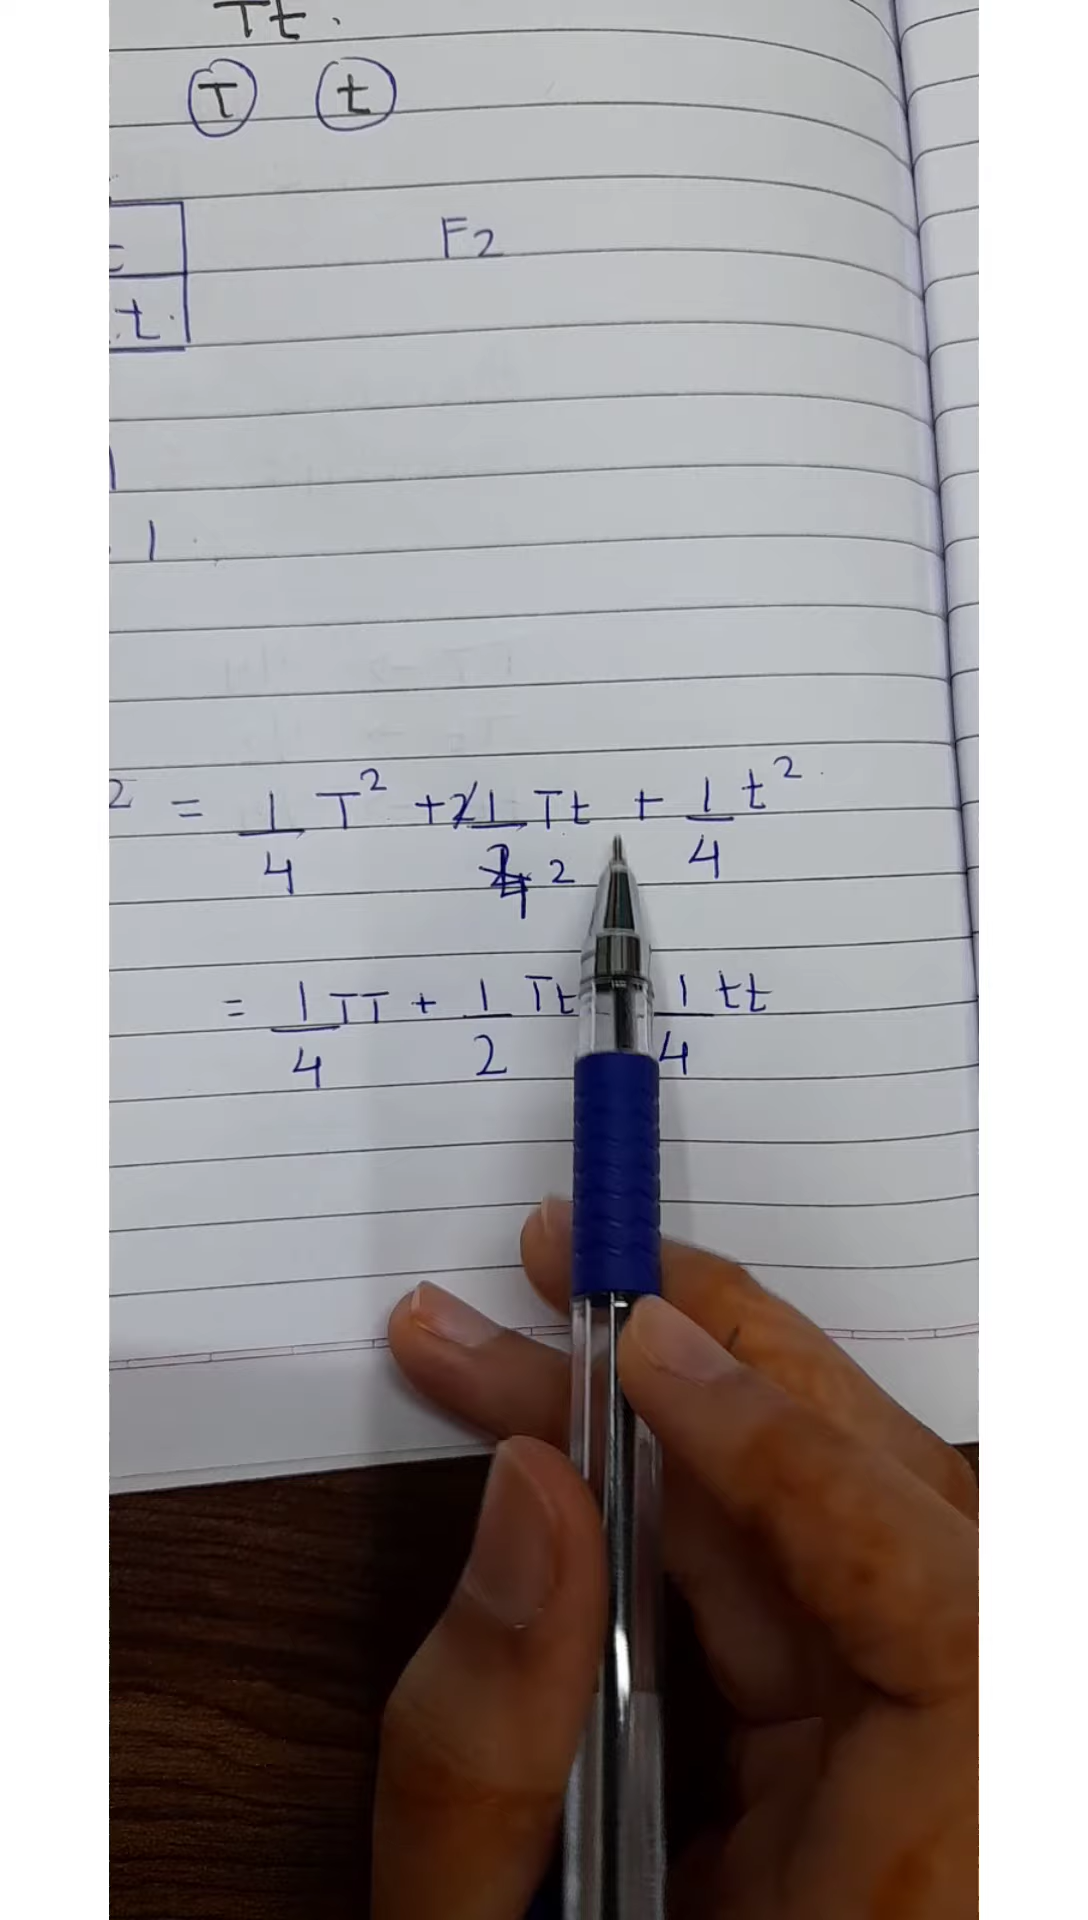 Tt.
T t
F2
t.
1
2 = 1/4 T² + 2 1/4 2 Tt + 1/4 t²
= 1/4 TT + 1/2 Tt 1/4 tt